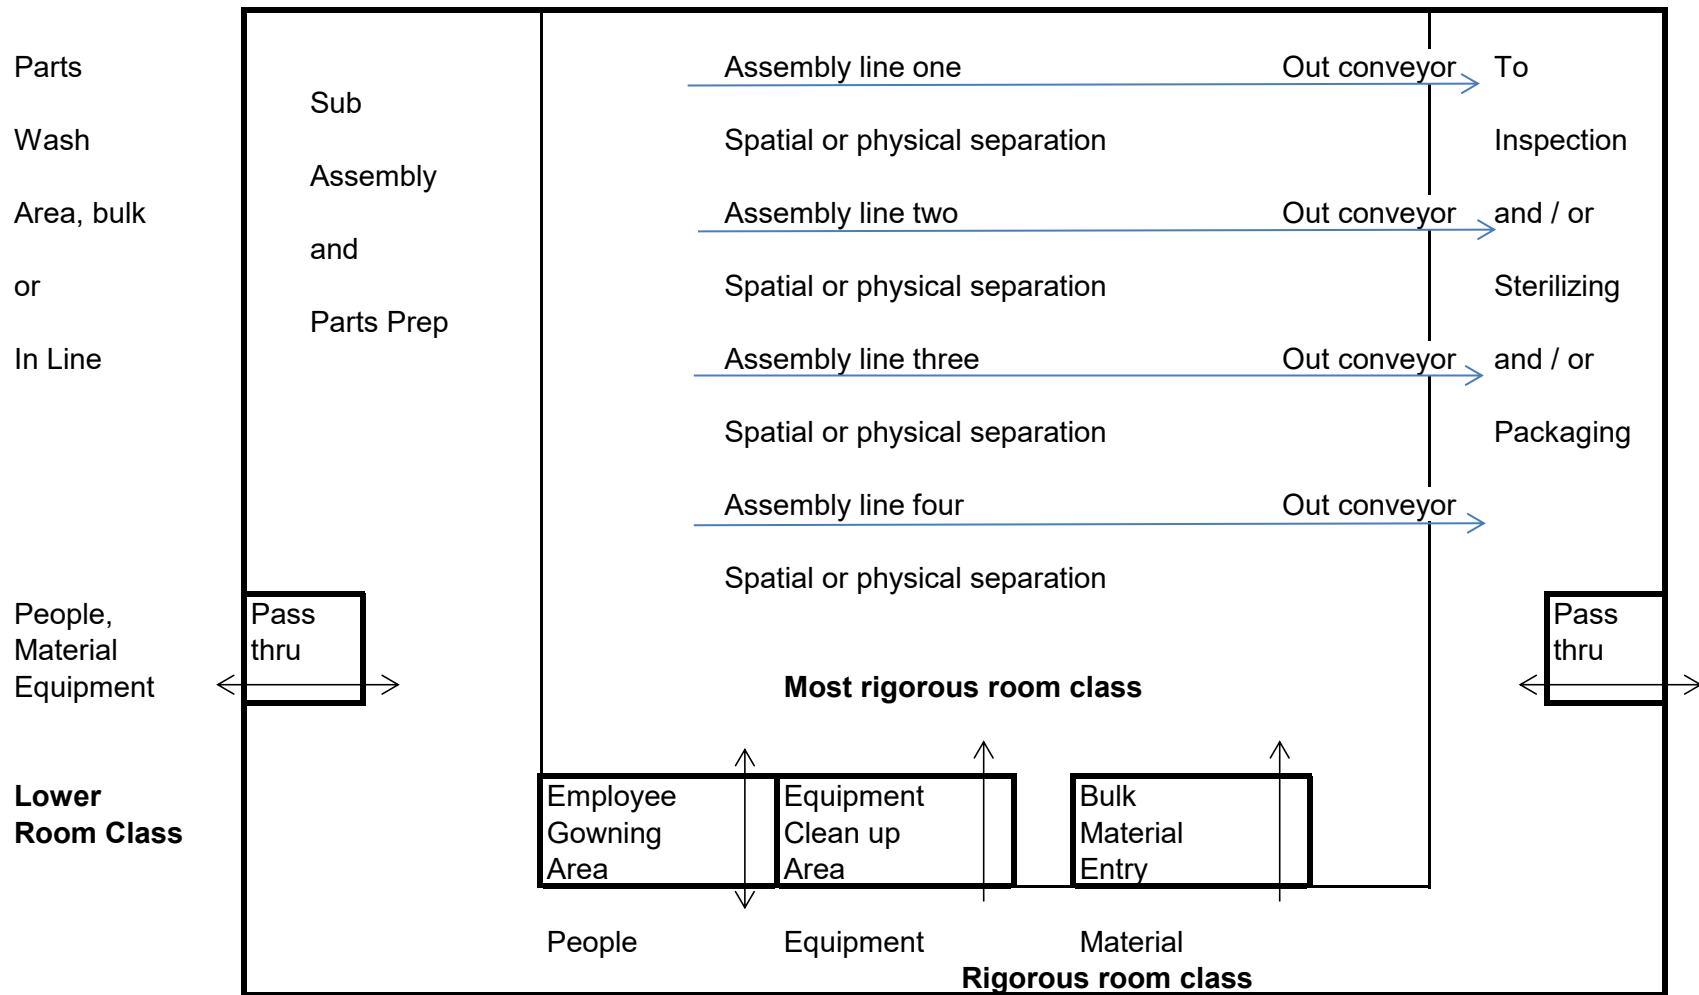 Parts
Wash
Area, bulk
or
In Line
Sub
Assembly
and
Parts Prep
Assembly line one
Out conveyor
Spatial or physical separation
Assembly line two
Out conveyor
Spatial or physical separation
Assembly line three
Out conveyor
Spatial or physical separation
Assembly line four
Out conveyor
Spatial or physical separation
To
Inspection
and / or
Sterilizing
and / or
Packaging
People,
Material
Equipment
Pass
thru
Most rigorous room class
Pass
thru
Lower
Room Class
Employee
Gowning
Area
Equipment
Clean up
Area
Bulk
Material
Entry
People
Equipment
Material
Rigorous room class